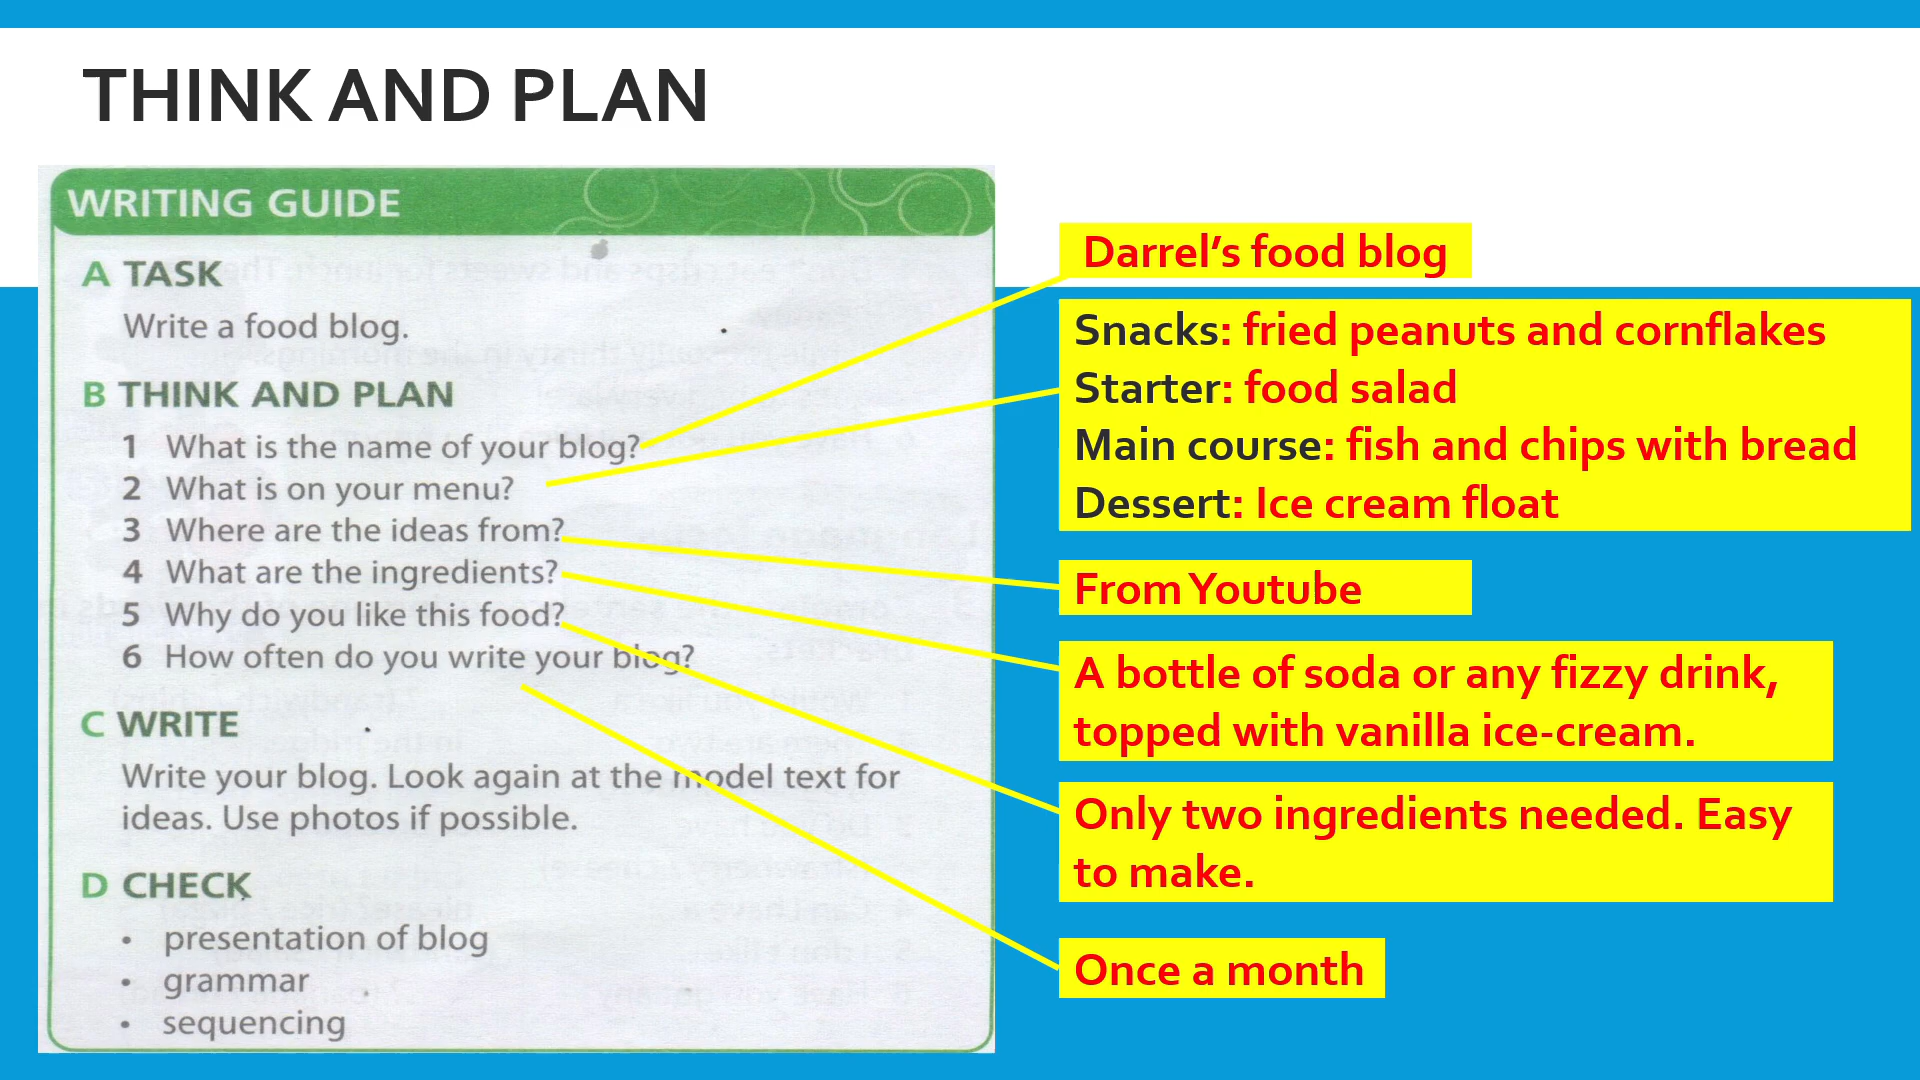 THINK AND PLAN
WRITING GUIDE
A TASK
Write a food blog.
B THINK AND PLAN
1 What is the name of your blog?
2 What is on your menu?
3 Where are the ideas from?
4 What are the ingredients?
5 Why do you like this food?
6 How often do you write your blog?
C WRITE
Write your blog. Look again at the model text for
ideas. Use photos if possible.
D CHECK
• presentation of blog
• grammar
• sequencing
Darrel’s food blog
Snacks: fried peanuts and cornflakes
Starter: food salad
Main course: fish and chips with bread
Dessert: Ice cream float
From Youtube
A bottle of soda or any fizzy drink,
topped with vanilla ice-cream.
Only two ingredients needed. Easy
to make.
Once a month